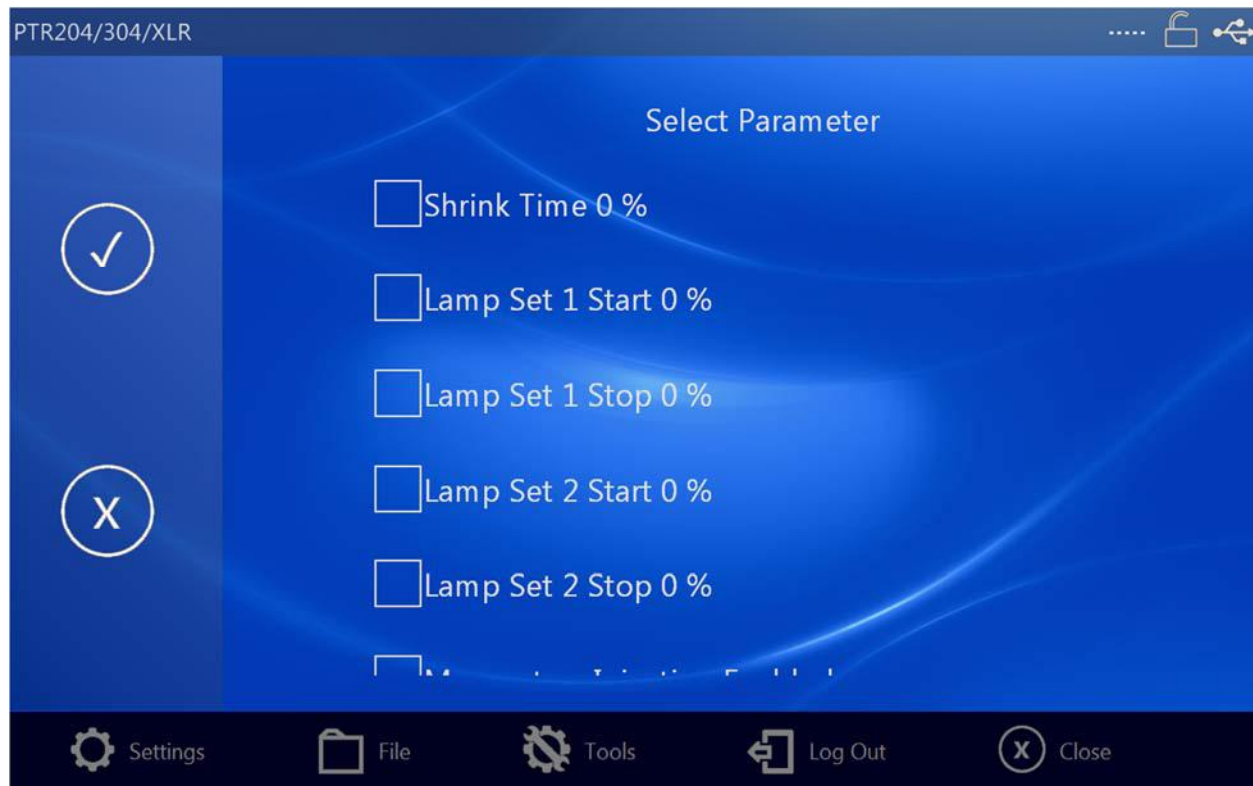 PTR204/304/XLR
.....
Select Parameter
Shrink Time 0 %
Lamp Set 1 Start 0 %
Lamp Set 1 Stop 0 %
Lamp Set 2 Start 0 %
Lamp Set 2 Stop 0 %
X
Settings
File
Tools
Log Out
X
Close